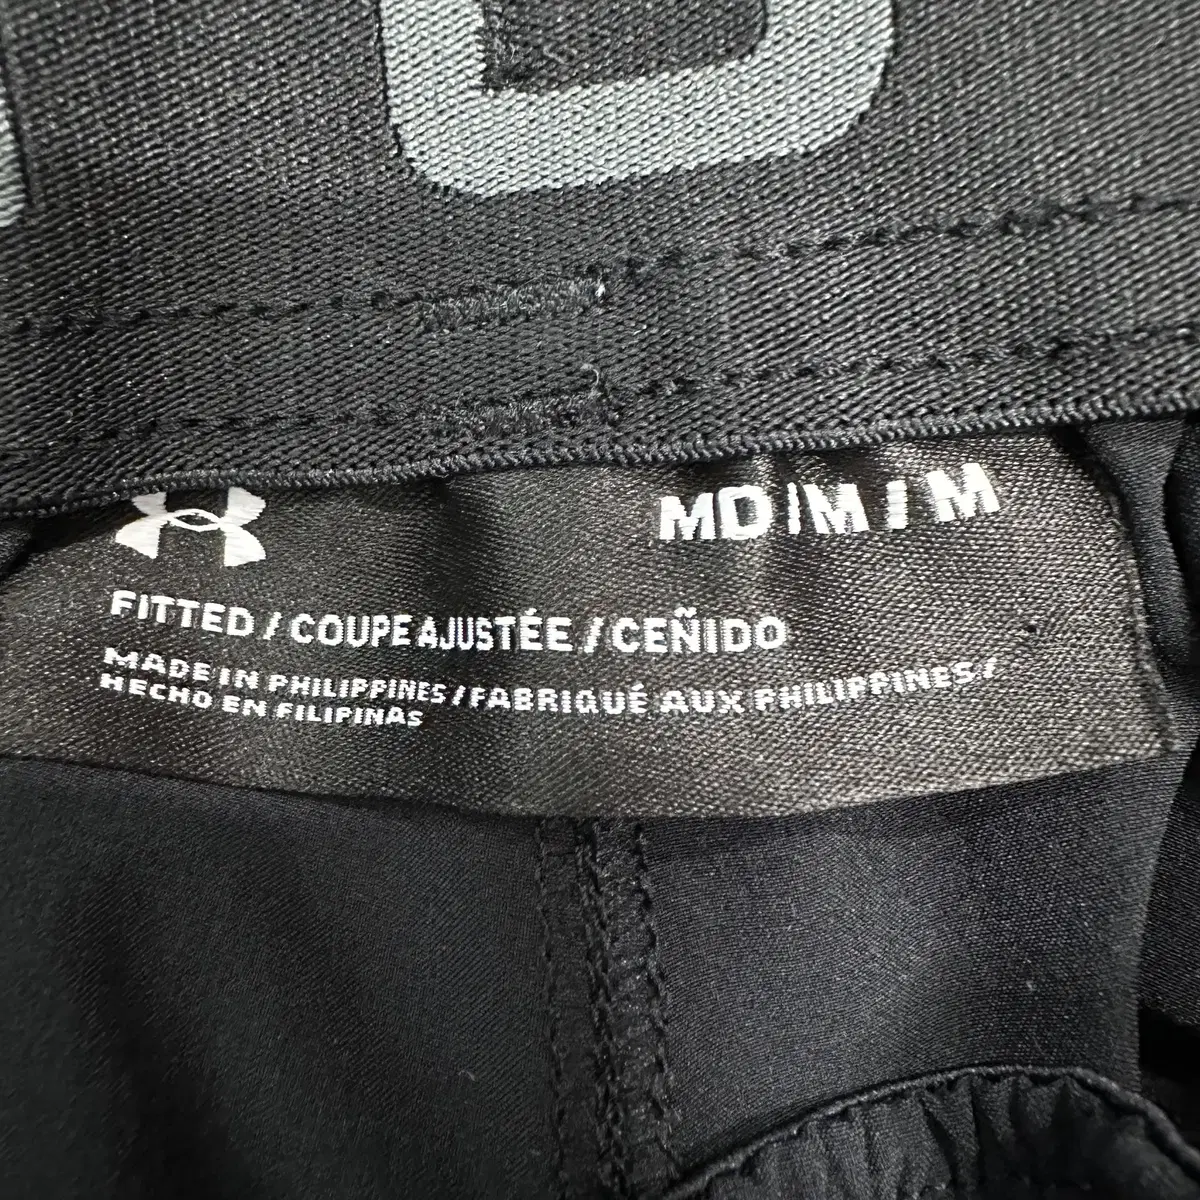 MD/M/M
FITTED / COUPE AJUSTÉE / CEÑIDO
MADE IN PHILIPPINES / FABRIQUÉ AUX PHILIPPINES /
HECHO EN FILIPINAS